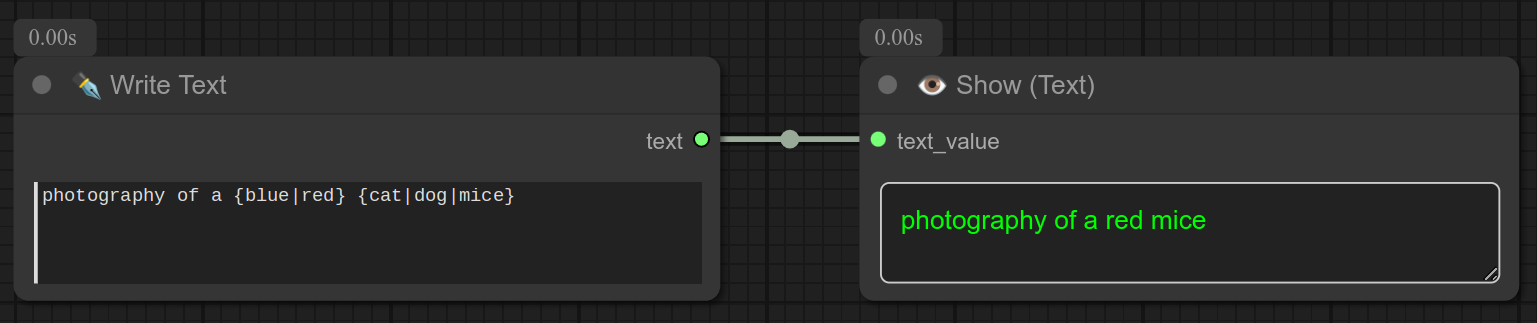 0.00s
✒️ Write Text
text
photography of a {blue|red} {cat|dog|mice}
0.00s
👁️ Show (Text)
text_value
photography of a red mice